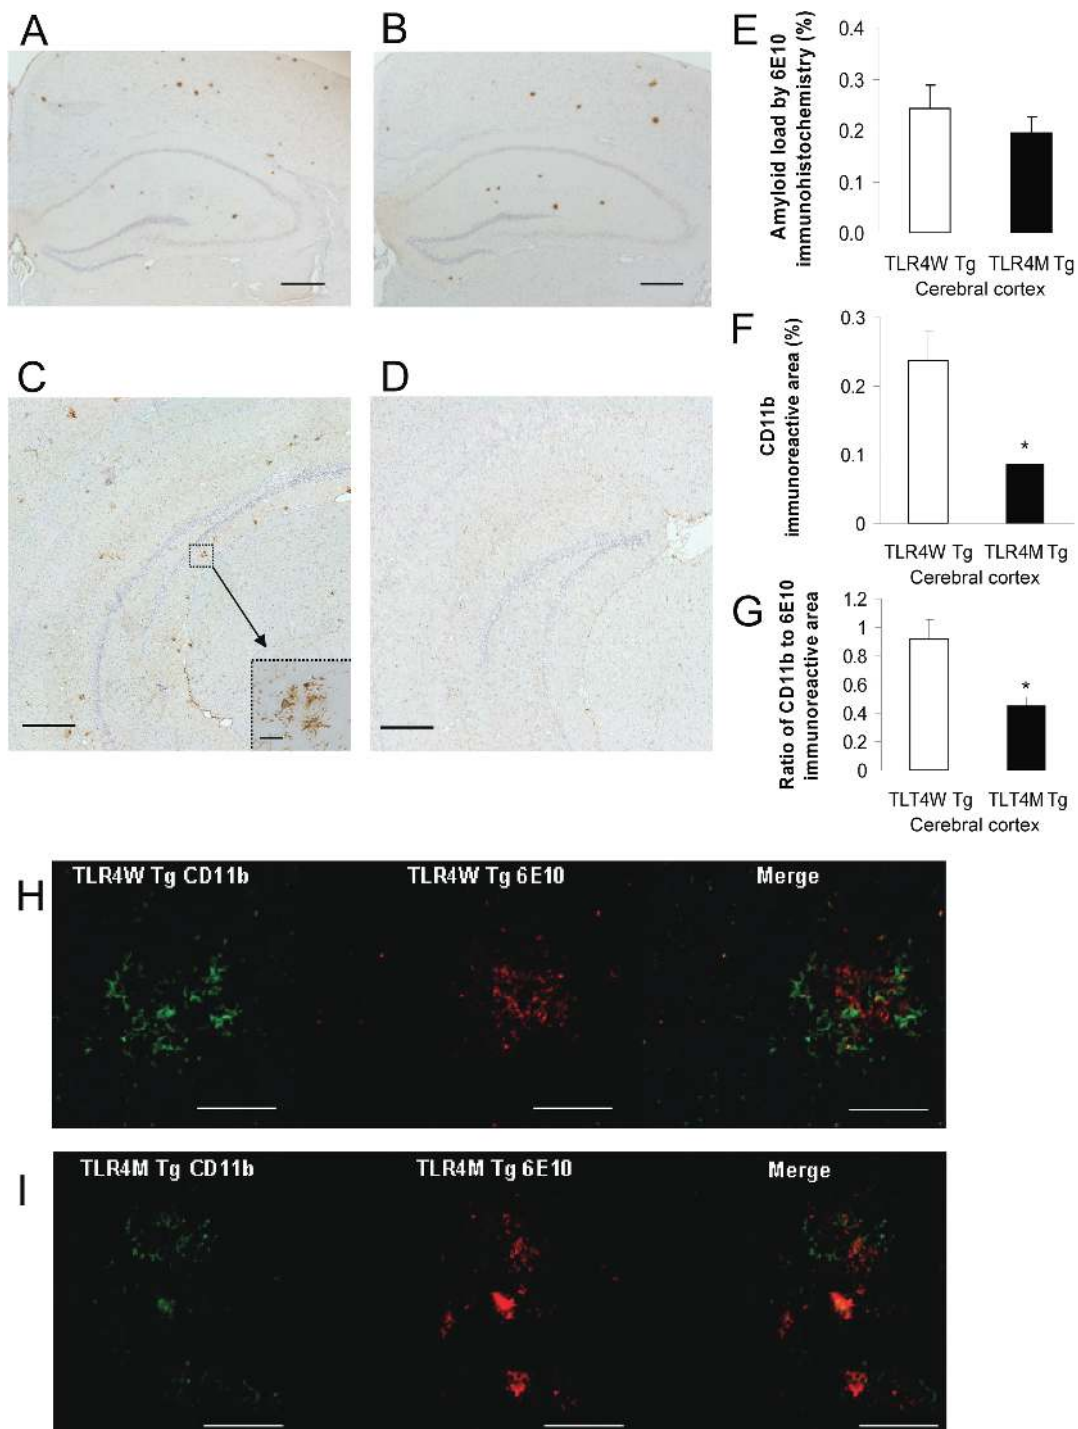 A
B
E
Amyloid load by 6E10
immunohistochemistry (%)
0.4
0.3
0.2
0.1
0.0
TLR4W Tg TLR4M Tg
Cerebral cortex
C
D
F
CD11b
immunoreactive area (%)
0.3
0.2
0.1
0
*
TLR4W Tg TLR4M Tg
Cerebral cortex
G
Ratio of CD11b to 6E10
immunoreactive area
1.2
1
0.8
0.6
0.4
0.2
0
*
TLT4W Tg TLT4M Tg
Cerebral cortex
H
TLR4W Tg CD11b
TLR4W Tg 6E10
Merge
I
TLR4M Tg CD11b
TLR4M Tg 6E10
Merge